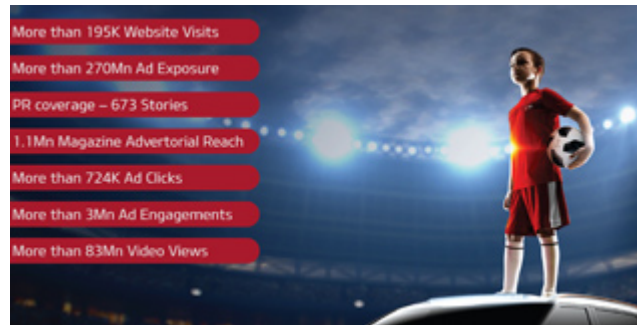 More than 195K Website Visits
More than 270Mn Ad Exposure
PR coverage – 673 Stories
1.1Mn Magazine Advertorial Reach
More than 724K Ad Clicks
More than 3Mn Ad Engagements
More than 83Mn Video Views